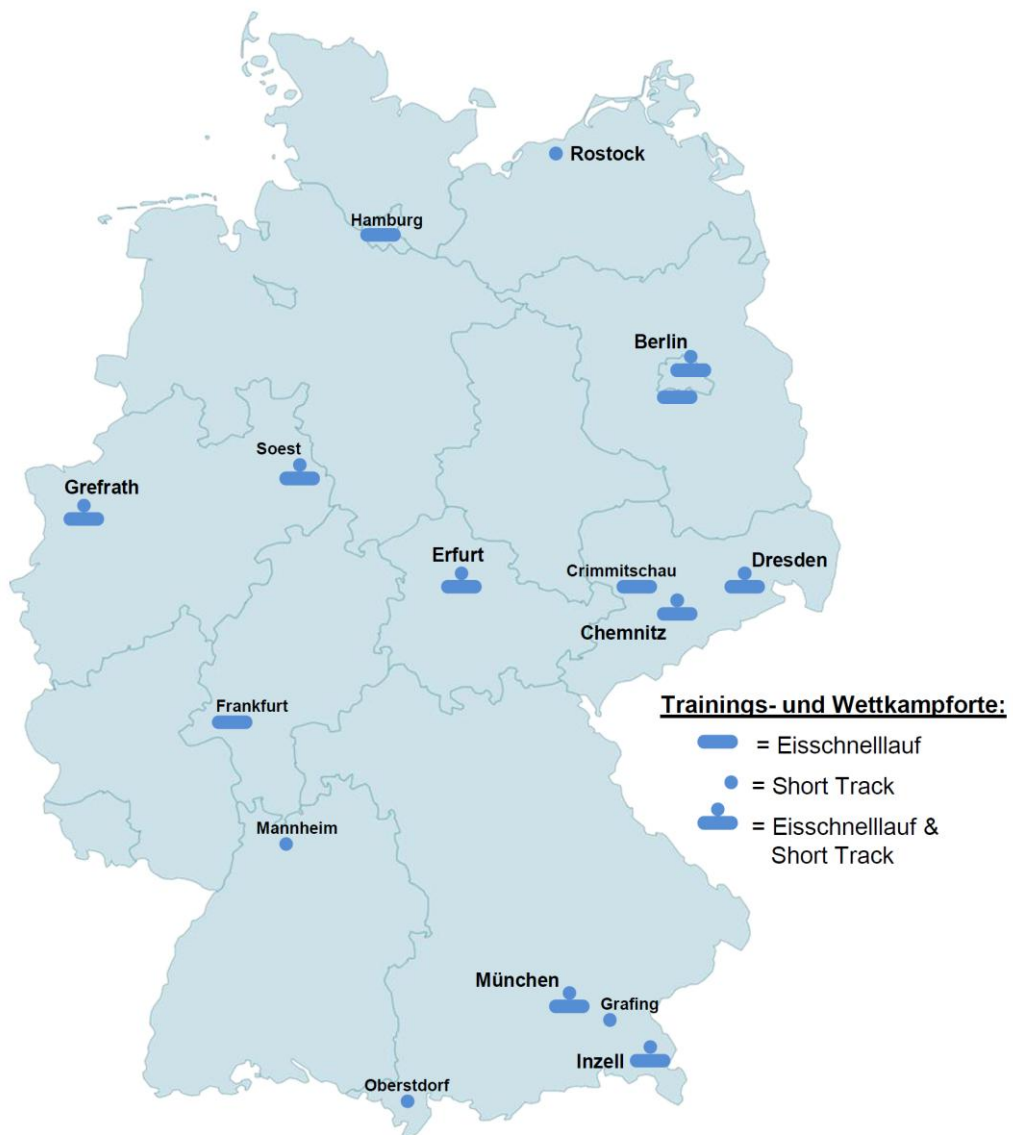 Rostock
Hamburg
Berlin
Soest
Grefrath
Erfurt
Crimmitschau
Dresden
Chemnitz
Frankfurt
Trainings- und Wettkampforte:
= Eisschnelllauf
= Short Track
= Eisschnelllauf &
Short Track
Mannheim
München
Grafing
Inzell
Oberstdorf